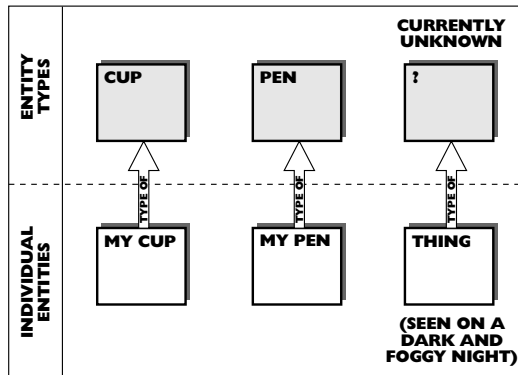 CURRENTLY
UNKNOWN
ENTITY
TYPES
CUP
PEN
?
TYPE OF
TYPE OF
TYPE OF
INDIVIDUAL
ENTITIES
MY CUP
MY PEN
THING
(SEEN ON A
DARK AND
FOGGY NIGHT)